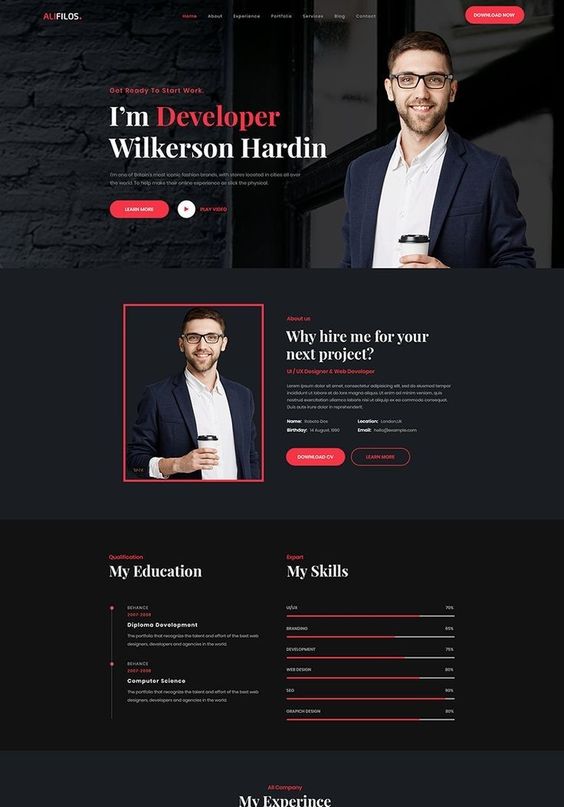 ALIFILOS.
Home About Experience Portfolio Services Blog Contact
DOWNLOAD NOW
Get Ready To Start Work.
I'm Developer
Wilkerson Hardin
I'm one of Britain's most iconic fashion brands, with stores located in cities all over
the world. To help make their online experience as slick the physical.
LEARN MORE
PLAY VIDEO
About us
Why hire me for your
next project?
UI / UX Designer & Web Developer
Lorem ipsum dolor sit amet, consectetur adipisicing elit, sed do eiusmod tempor
incididunt ut labore et dolore magna aliqua. Ut enim ad minim veniam, quis
nostrud exercitation ullamco laboris nisi ut aliquip ex ea commodo consequat.
Duis aute irure dolor in reprehenderit.
Name: Roboto Dox Location: London,UK
Birthday: 14 August, 1990 Email: hello@example.com
DOWNLOAD CV LEARN MORE
Qualification
My Education
BEHANCE
2007-2008
Diploma Development
The portfolio that recognize the talent and effort of the best web
designers, developers and agencies in the world.
BEHANCE
2007-2008
Computer Science
The portfolio that recognize the talent and effort of the best web
designers, developers and agencies in the world.
Expert
My Skills
UI/UX 70%
BRANDING 65%
DEVELOPMENT 75%
WEB DESIGN 80%
SEO 90%
GRAPICH DESIGN 80%
All Company
My Experince